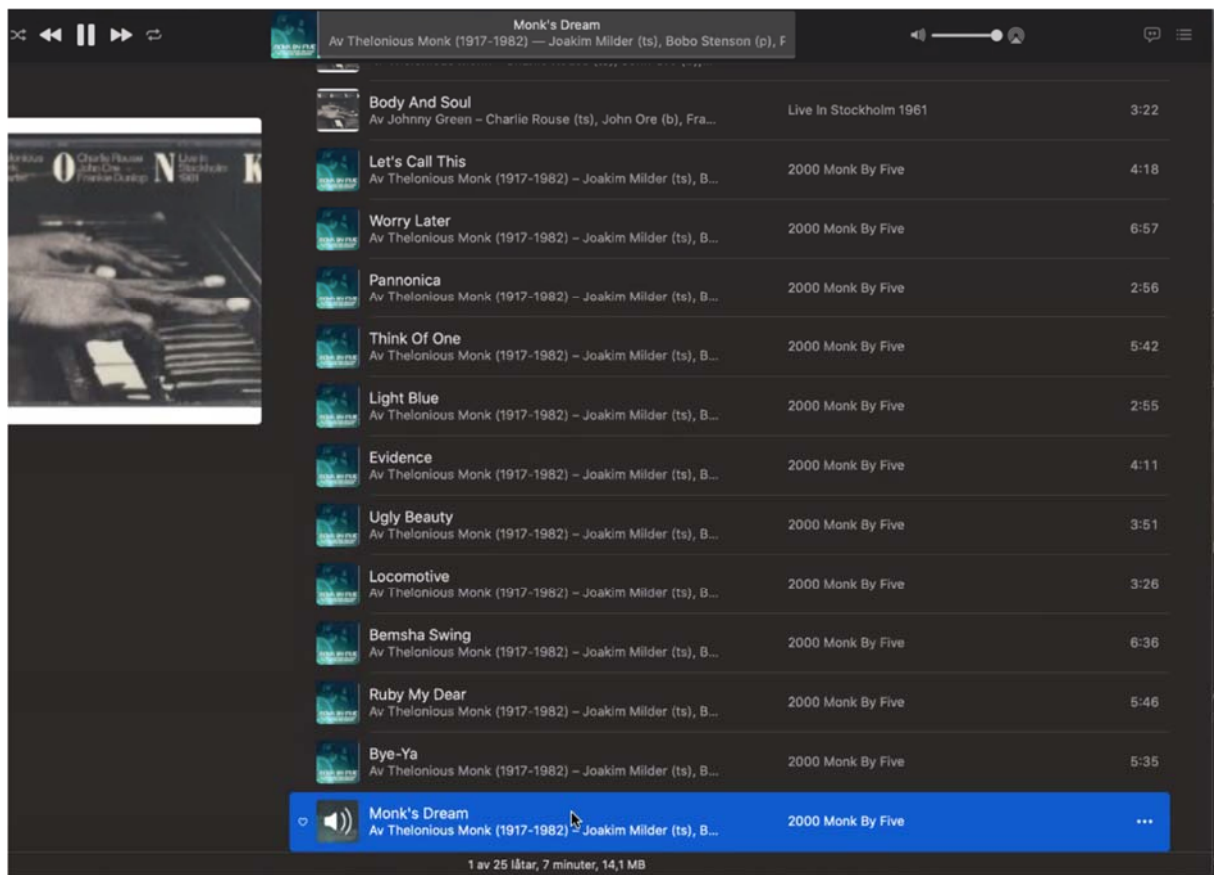 Monk's Dream
Av Thelonious Monk (1917-1982) — Joakim Milder (ts), Bobo Stenson (p), F
Charlie Rouse
John Ore –
Frankie Dunlop
Live in
Stockholm
1961
O N K
Body And Soul
Av Johnny Green – Charlie Rouse (ts), John Ore (b), Fra...
Live In Stockholm 1961
3:22
Let's Call This
Av Thelonious Monk (1917-1982) – Joakim Milder (ts), B...
2000 Monk By Five
4:18
Worry Later
Av Thelonious Monk (1917-1982) – Joakim Milder (ts), B...
2000 Monk By Five
6:57
Pannonica
Av Thelonious Monk (1917-1982) – Joakim Milder (ts), B...
2000 Monk By Five
2:56
Think Of One
Av Thelonious Monk (1917-1982) – Joakim Milder (ts), B...
2000 Monk By Five
5:42
Light Blue
Av Thelonious Monk (1917-1982) – Joakim Milder (ts), B...
2000 Monk By Five
2:55
Evidence
Av Thelonious Monk (1917-1982) – Joakim Milder (ts), B...
2000 Monk By Five
4:11
Ugly Beauty
Av Thelonious Monk (1917-1982) – Joakim Milder (ts), B...
2000 Monk By Five
3:51
Locomotive
Av Thelonious Monk (1917-1982) – Joakim Milder (ts), B...
2000 Monk By Five
3:26
Bemsha Swing
Av Thelonious Monk (1917-1982) – Joakim Milder (ts), B...
2000 Monk By Five
6:36
Ruby My Dear
Av Thelonious Monk (1917-1982) – Joakim Milder (ts), B...
2000 Monk By Five
5:46
Bye-Ya
Av Thelonious Monk (1917-1982) – Joakim Milder (ts), B...
2000 Monk By Five
5:35
Monk's Dream
Av Thelonious Monk (1917-1982) – Joakim Milder (ts), B...
2000 Monk By Five
1 av 25 låtar, 7 minuter, 14,1 MB